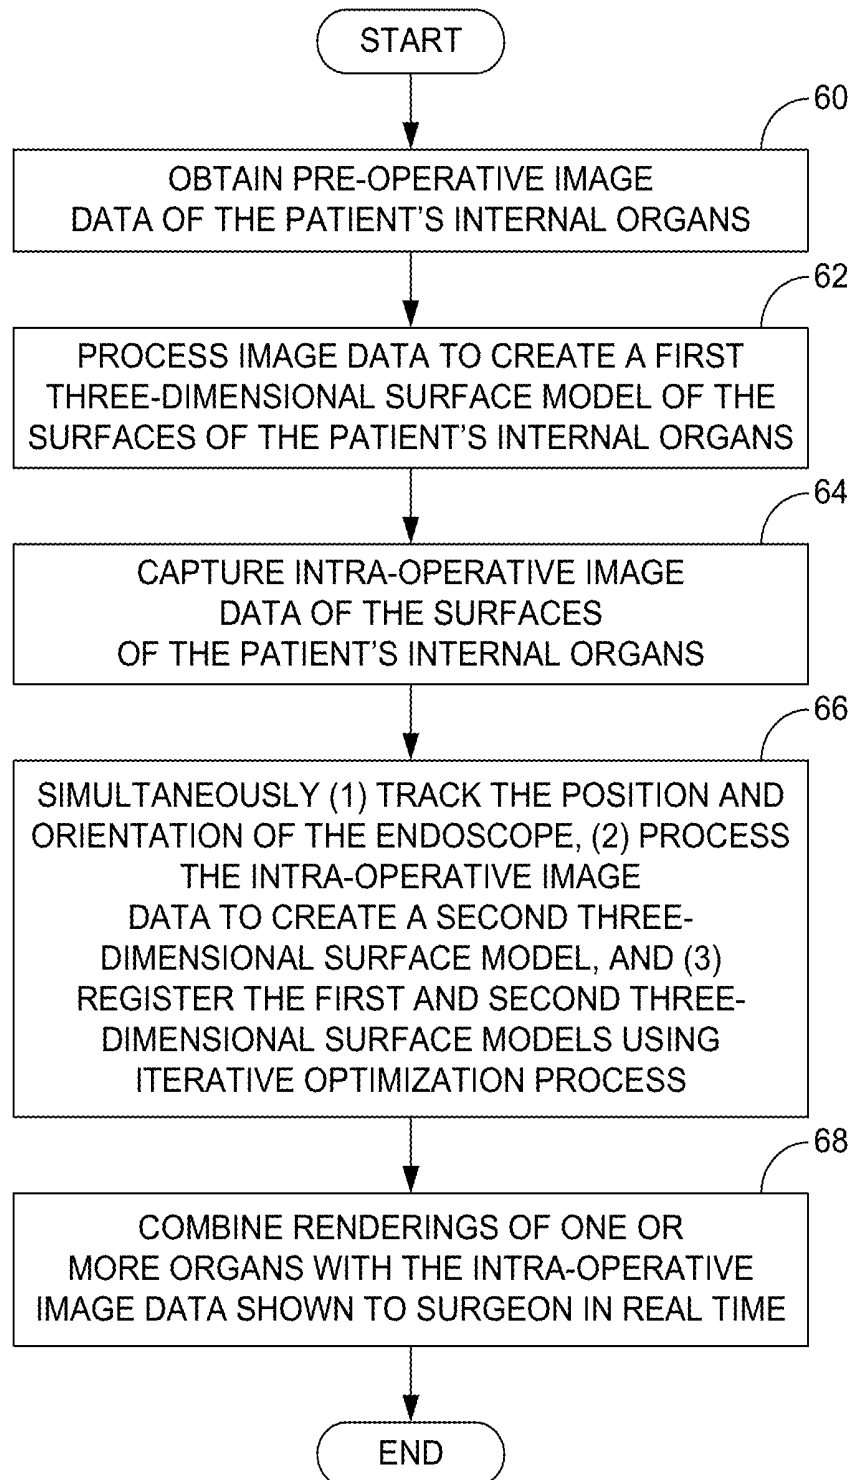 START
60
OBTAIN PRE-OPERATIVE IMAGE
DATA OF THE PATIENT'S INTERNAL ORGANS
62
PROCESS IMAGE DATA TO CREATE A FIRST
THREE-DIMENSIONAL SURFACE MODEL OF THE
SURFACES OF THE PATIENT'S INTERNAL ORGANS
64
CAPTURE INTRA-OPERATIVE IMAGE
DATA OF THE SURFACES
OF THE PATIENT'S INTERNAL ORGANS
66
SIMULTANEOUSLY (1) TRACK THE POSITION AND
ORIENTATION OF THE ENDOSCOPE, (2) PROCESS
THE INTRA-OPERATIVE IMAGE
DATA TO CREATE A SECOND THREE-
DIMENSIONAL SURFACE MODEL, AND (3)
REGISTER THE FIRST AND SECOND THREE-
DIMENSIONAL SURFACE MODELS USING
ITERATIVE OPTIMIZATION PROCESS
68
COMBINE RENDERINGS OF ONE OR
MORE ORGANS WITH THE INTRA-OPERATIVE
IMAGE DATA SHOWN TO SURGEON IN REAL TIME
END